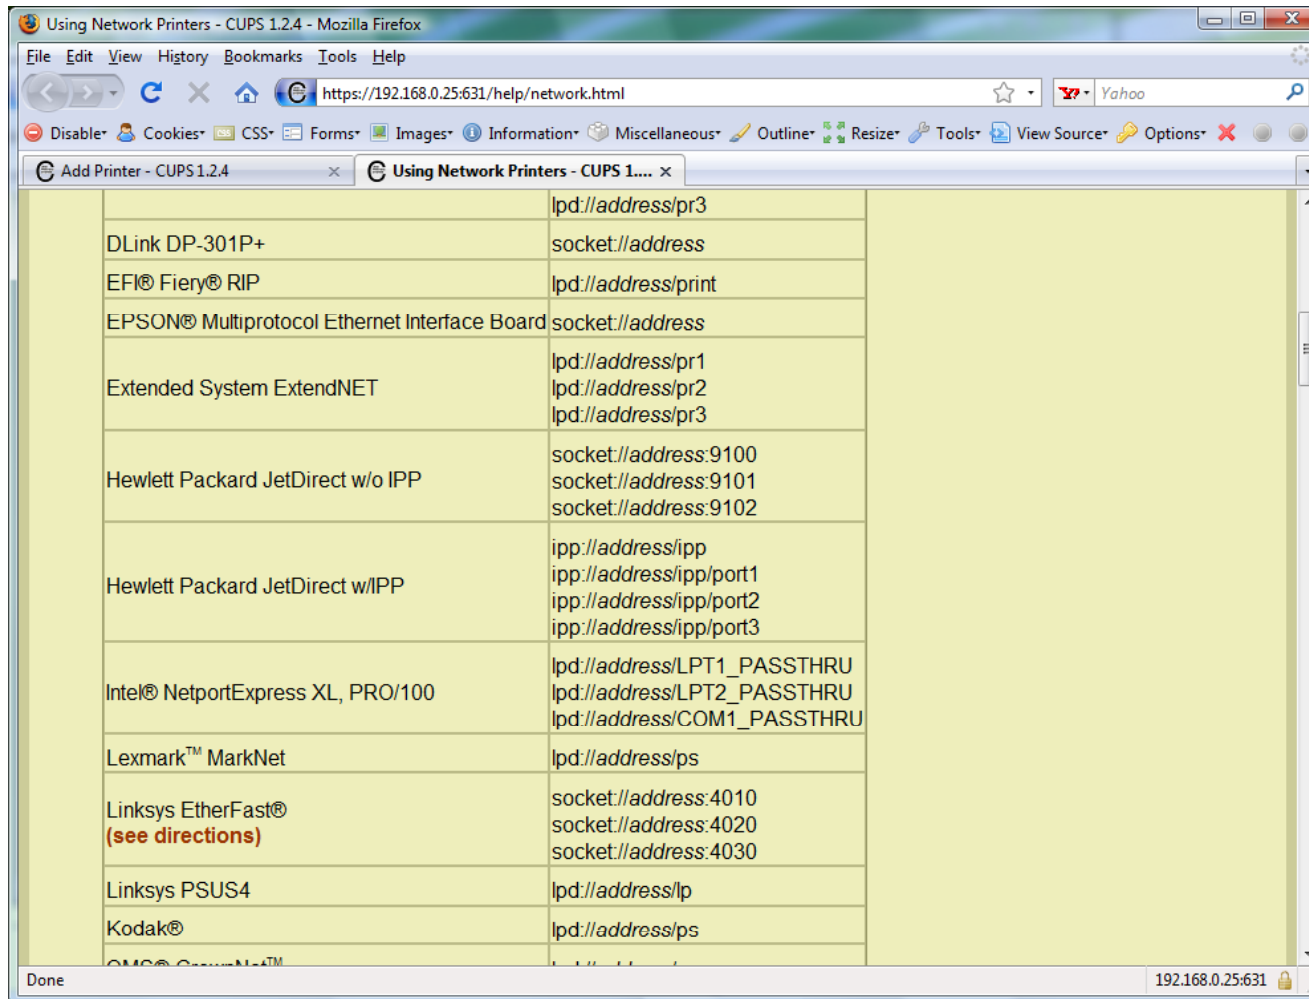 Using Network Printers - CUPS 1.2.4 - Mozilla Firefox
File Edit View History Bookmarks Tools Help
https://192.168.0.25:631/help/network.html
Yahoo
Disable Cookies CSS Forms Images Information Miscellaneous Outline Resize Tools View Source Options
Add Printer - CUPS 1.2.4
Using Network Printers - CUPS 1....
lpd://address/pr3
DLink DP-301P+
socket://address
EFI® Fiery® RIP
lpd://address/print
EPSON® Multiprotocol Ethernet Interface Board
socket://address
Extended System ExtendNET
lpd://address/pr1
lpd://address/pr2
lpd://address/pr3
Hewlett Packard JetDirect w/o IPP
socket://address:9100
socket://address:9101
socket://address:9102
Hewlett Packard JetDirect w/IPP
ipp://address/ipp
ipp://address/ipp/port1
ipp://address/ipp/port2
ipp://address/ipp/port3
Intel® NetportExpress XL, PRO/100
lpd://address/LPT1_PASSTHRU
lpd://address/LPT2_PASSTHRU
lpd://address/COM1_PASSTHRU
Lexmark™ MarkNet
lpd://address/ps
Linksys EtherFast®
(see directions)
socket://address:4010
socket://address:4020
socket://address:4030
Linksys PSUS4
lpd://address/lp
Kodak®
lpd://address/ps
Done
192.168.0.25:631